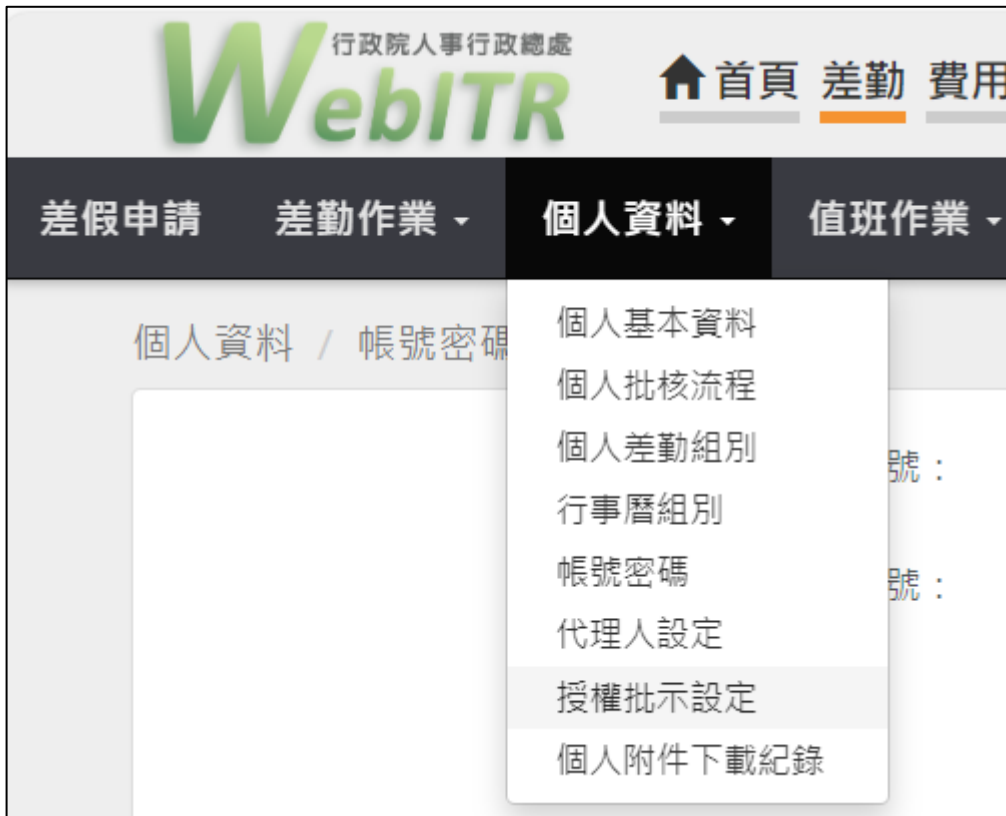 行政院人事行政總處
WebITR
首頁 差勤 費用
差假申請 差勤作業 個人資料 值班作業
個人資料 / 帳號密碼
個人基本資料
個人批核流程
個人差勤組別
號：
行事曆組別
帳號密碼
號：
代理人設定
授權批示設定
個人附件下載紀錄